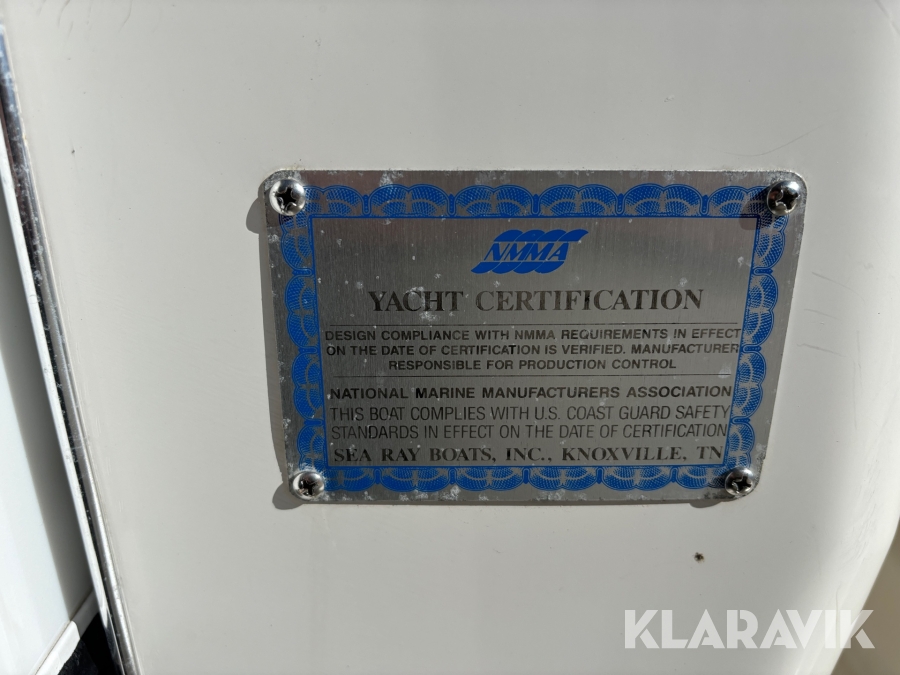 NMMA
YACHT CERTIFICATION
DESIGN COMPLIANCE WITH NMMA REQUIREMENTS IN EFFECT
ON THE DATE OF CERTIFICATION IS VERIFIED. MANUFACTURER
RESPONSIBLE FOR PRODUCTION CONTROL
NATIONAL MARINE MANUFACTURERS ASSOCIATION
THIS BOAT COMPLIES WITH U.S. COAST GUARD SAFETY
STANDARDS IN EFFECT ON THE DATE OF CERTIFICATION
SEA RAY BOATS, INC., KNOXVILLE, TN
KLARAVIK